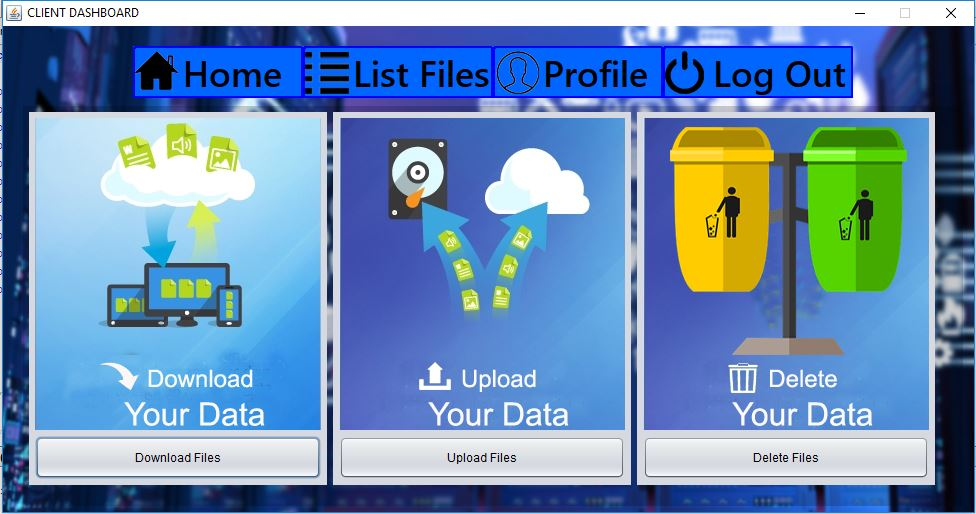 CLIENT DASHBOARD
Home List Files Profile Log Out
Download
Your Data
Download Files
Upload
Your Data
Upload Files
Delete
Your Data
Delete Files